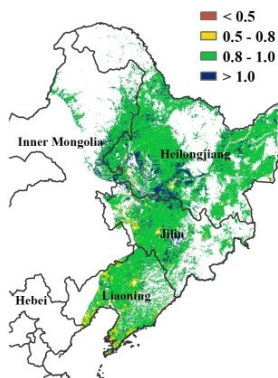 < 0.5
0.5 - 0.8
0.8 - 1.0
> 1.0
Inner Mongolia
Heilongjiang
Jilin
Liaoning
Hebei